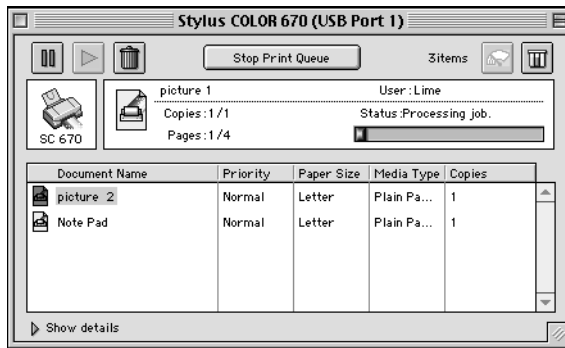 Stylus COLOR 670 (USB Port 1)
Stop Print Queue
3items
SC 670
picture 1
User :Lime
Copies :1 /1
Status :Processing job.
Pages :1 /4
Document Name Priority Paper Size Media Type Copies
picture 2 Normal Letter Plain Pa... 1
Note Pad Normal Letter Plain Pa... 1
Show details